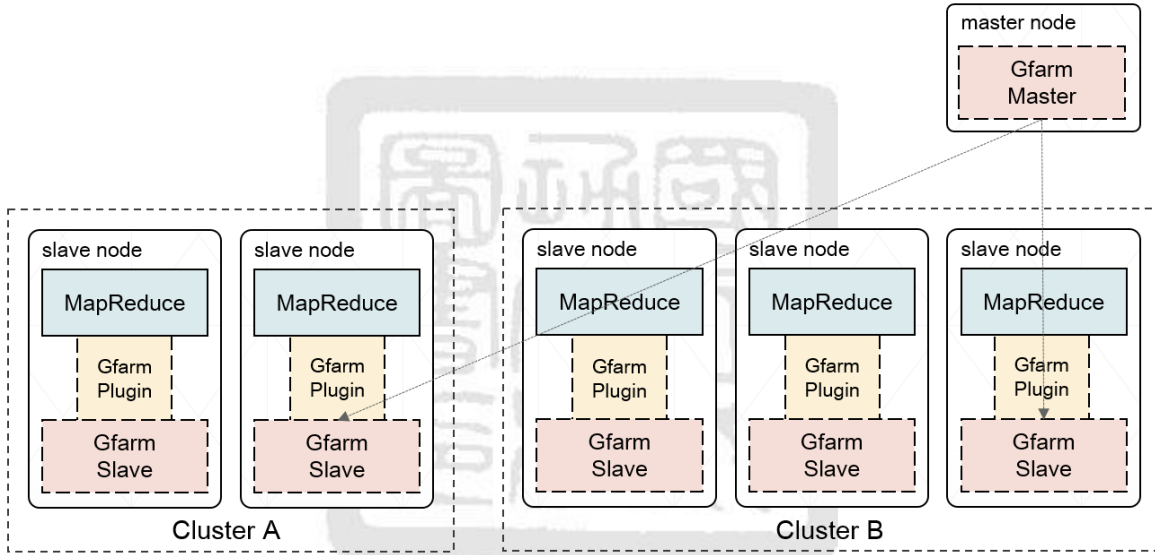 master node
Gfarm
Master
slave node
MapReduce
Gfarm
Plugin
Gfarm
Slave
slave node
MapReduce
Gfarm
Plugin
Gfarm
Slave
Cluster A
slave node
MapReduce
Gfarm
Plugin
Gfarm
Slave
slave node
MapReduce
Gfarm
Plugin
Gfarm
Slave
slave node
MapReduce
Gfarm
Plugin
Gfarm
Slave
Cluster B